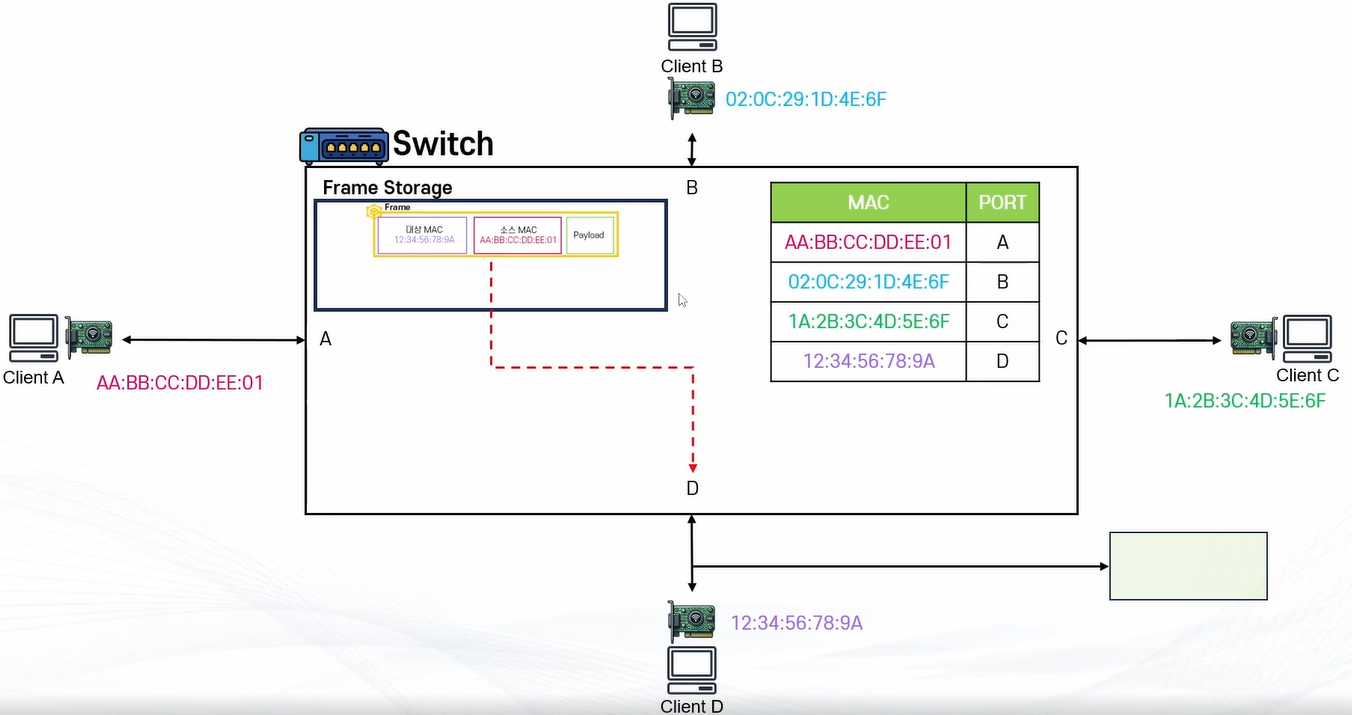 Client B
02:0C:29:1D:4E:6F
Switch
Frame Storage
B
Frame
대상 MAC
12:34:56:78:9A
소스 MAC
AA:BB:CC:DD:EE:01
Payload
MAC PORT
AA:BB:CC:DD:EE:01 A
02:0C:29:1D:4E:6F B
1A:2B:3C:4D:5E:6F C
12:34:56:78:9A D
A
C
Client A
AA:BB:CC:DD:EE:01
Client C
1A:2B:3C:4D:5E:6F
D
12:34:56:78:9A
Client D